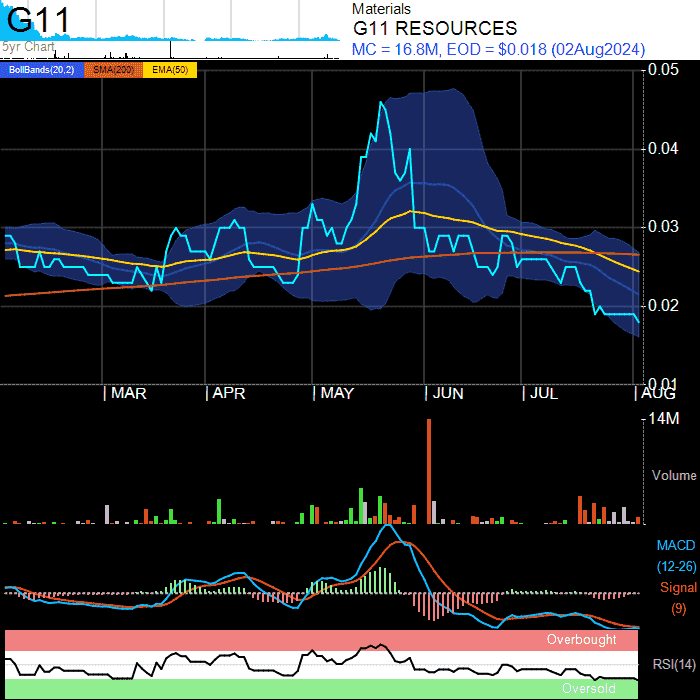 G11
5yr Chart
Materials
G11 RESOURCES
MC = 16.8M, EOD = $0.018 (02Aug2024)
BollBands(20,2) SMA(200) EMA(50)
0.05
0.04
0.03
0.02
0.01
MAR APR MAY JUN JUL AUG
14M
Volume
MACD
(12-26)
Signal
(9)
Overbought
RSI(14)
Oversold